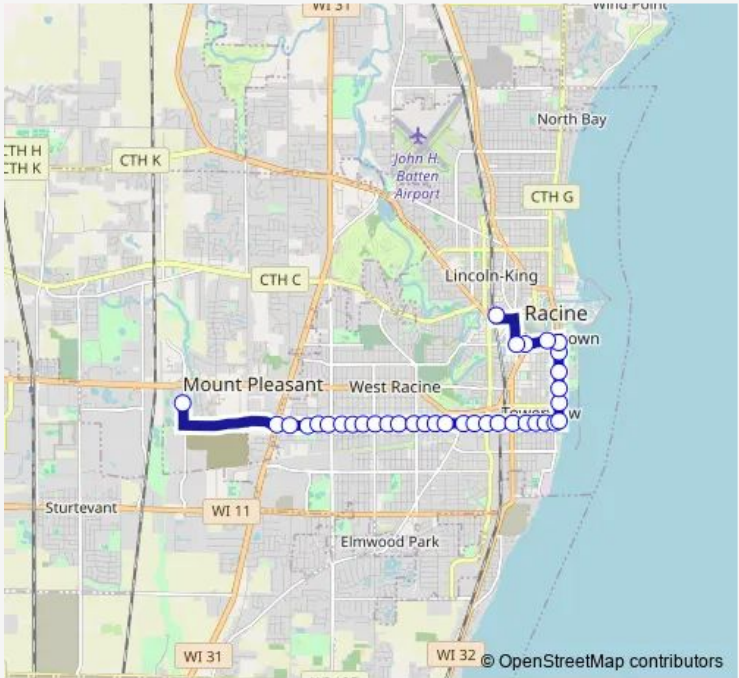 WI 31
Wind Point
North Bay
CTH H
CTH K
CTH K
John H.
Batten
Airport
CTH G
Lincoln-King
CTH C
Racine
own
Mount Pleasant
West Racine
Sturtevant
WI 11
Elmwood Park
WI 31
WI 32
© OpenStreetMap contributors